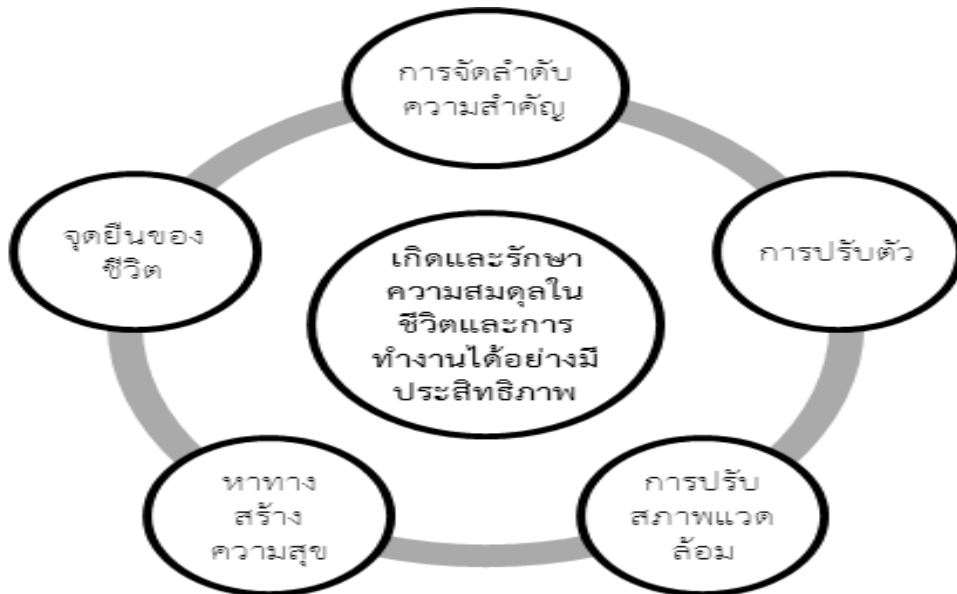 การจัดลำดับ
ความสำคัญ
การปรับตัว
การปรับ
สภาพแวด
ล้อม
หาทาง
สร้าง
ความสุข
จุดยืนของ
ชีวิต
เกิดและรักษา
ความสมดุลใน
ชีวิตและการ
ทำงานได้อย่างมี
ประสิทธิภาพ